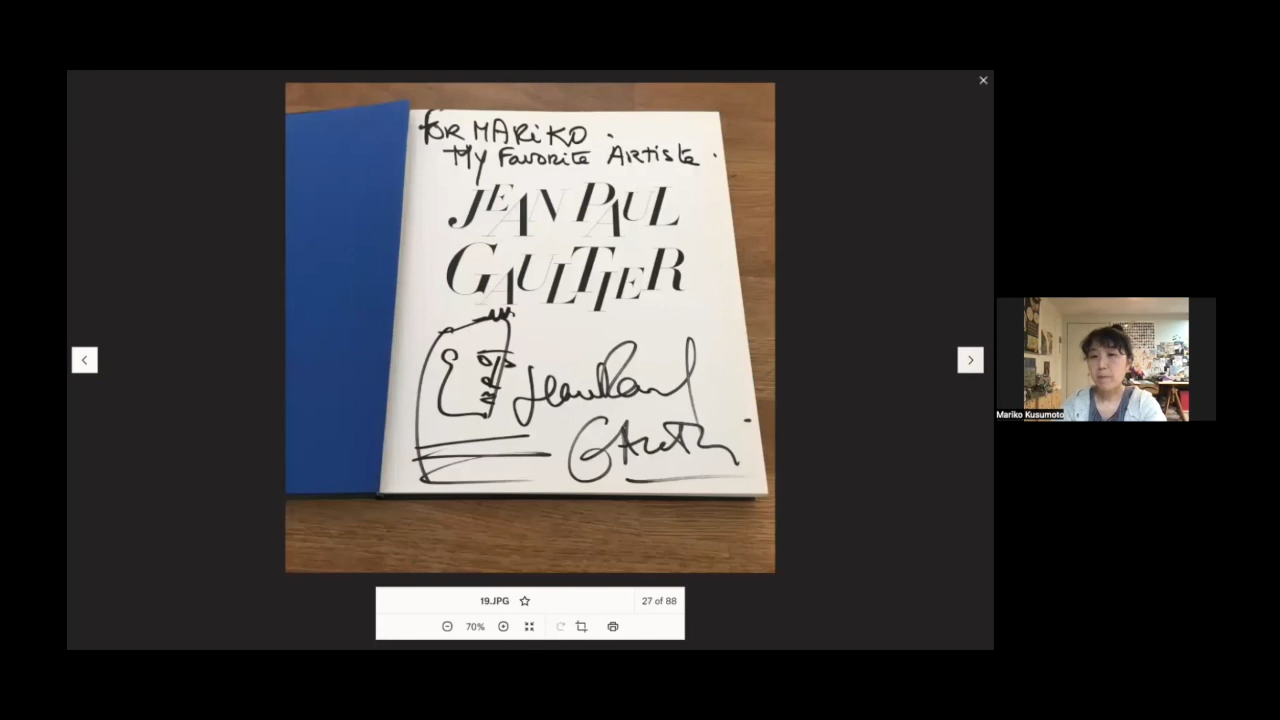 FOR MARIKO.
My Favorite Artiste.
JEAN PAUL
GAULTIER
Jean Paul
Gaultier
Mariko Kusumoto
19.JPG
27 of 88
70%